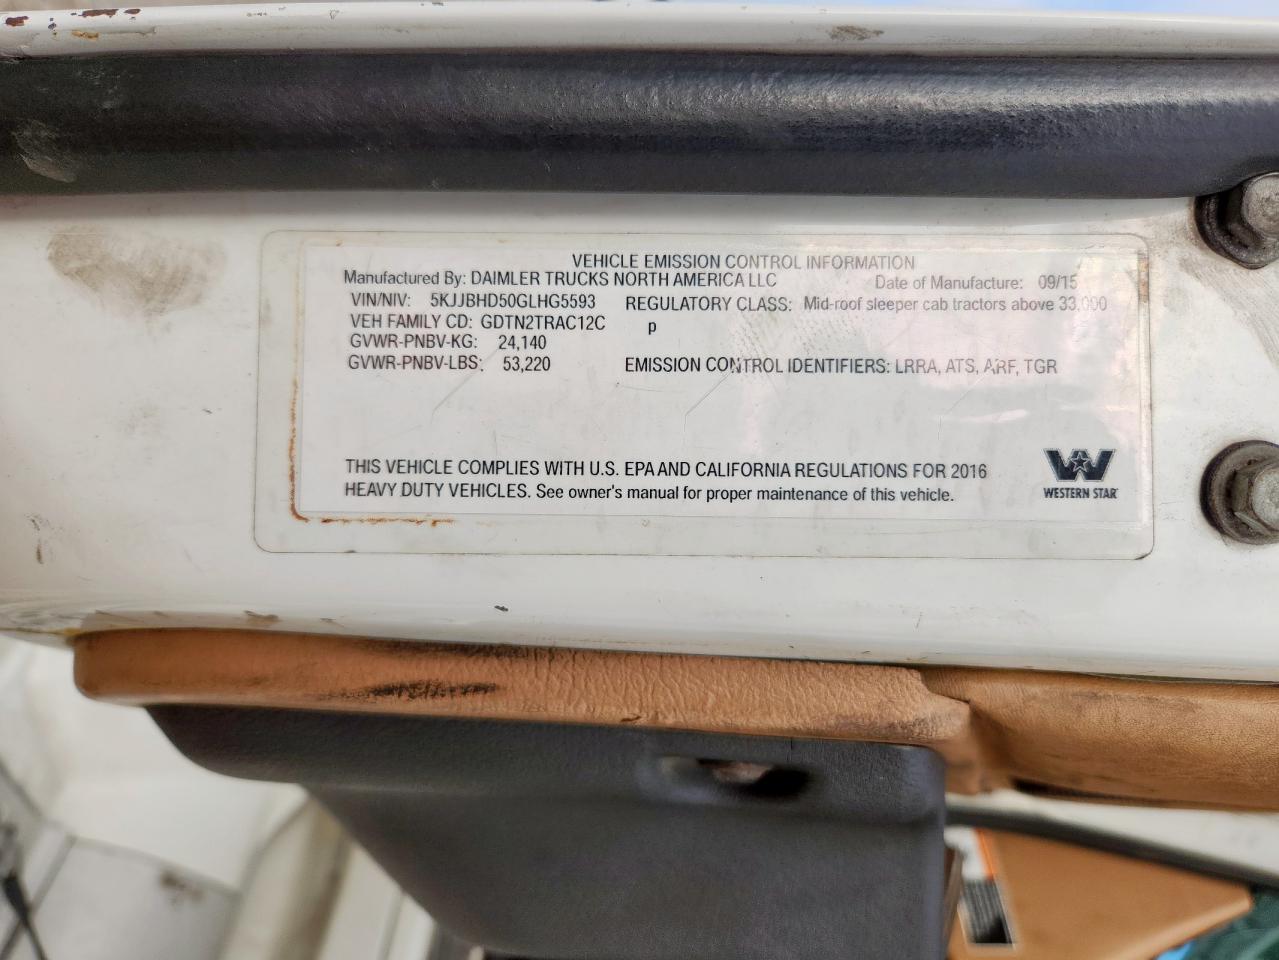 VEHICLE EMISSION CONTROL INFORMATION
Manufactured By: DAIMLER TRUCKS NORTH AMERICA LLC Date of Manufacture: 09/15
VIN/NIV: 5KJJBHD50GLHG5593 REGULATORY CLASS: Mid-roof sleeper cab tractors above 33,000
VEH FAMILY CD: GDTN2TRAC12C p
GVWR-PNBV-KG: 24,140
GVWR-PNBV-LBS: 53,220 EMISSION CONTROL IDENTIFIERS: LRRA, ATS, ARF, TGR
THIS VEHICLE COMPLIES WITH U.S. EPA AND CALIFORNIA REGULATIONS FOR 2016
HEAVY DUTY VEHICLES. See owner's manual for proper maintenance of this vehicle.
WESTERN STAR